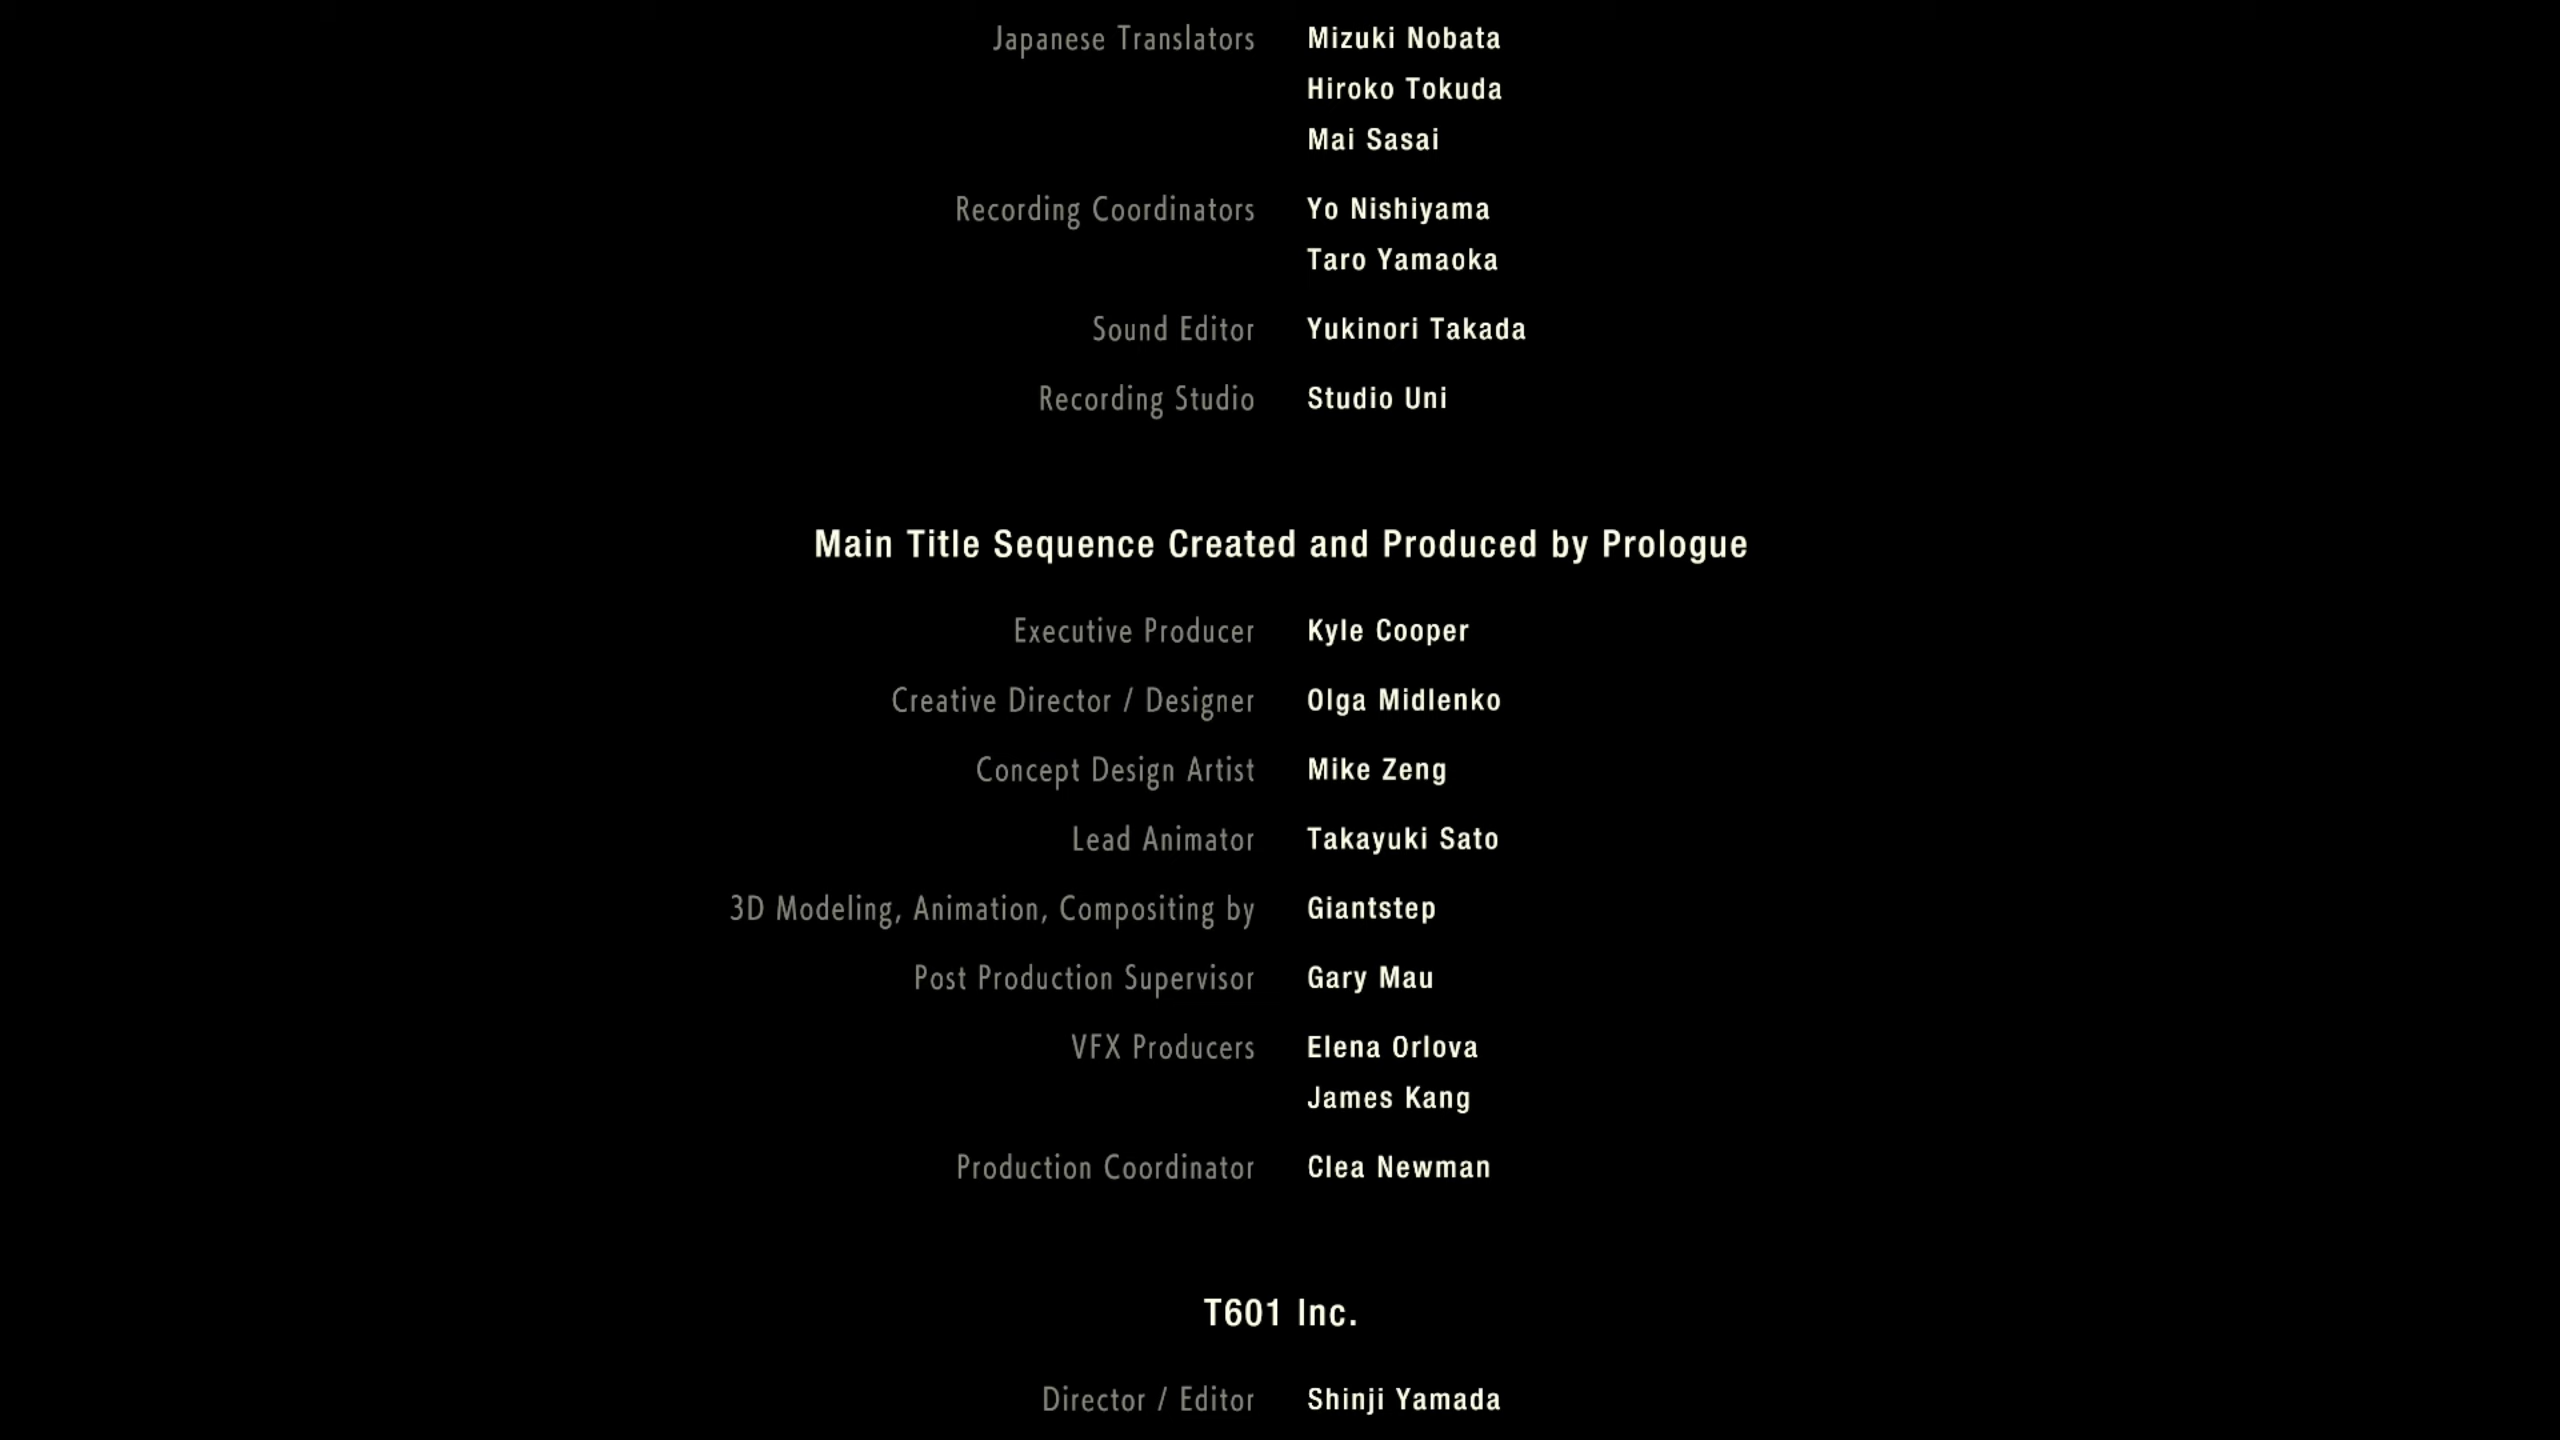 Japanese Translators Mizuki Nobata
Hiroko Tokuda
Mai Sasai
Recording Coordinators Yo Nishiyama
Taro Yamaoka
Sound Editor Yukinori Takada
Recording Studio Studio Uni
Main Title Sequence Created and Produced by Prologue
Executive Producer Kyle Cooper
Creative Director / Designer Olga Midlenko
Concept Design Artist Mike Zeng
Lead Animator Takayuki Sato
3D Modeling, Animation, Compositing by Giantstep
Post Production Supervisor Gary Mau
VFX Producers Elena Orlova
James Kang
Production Coordinator Clea Newman
T601 Inc.
Director / Editor Shinji Yamada